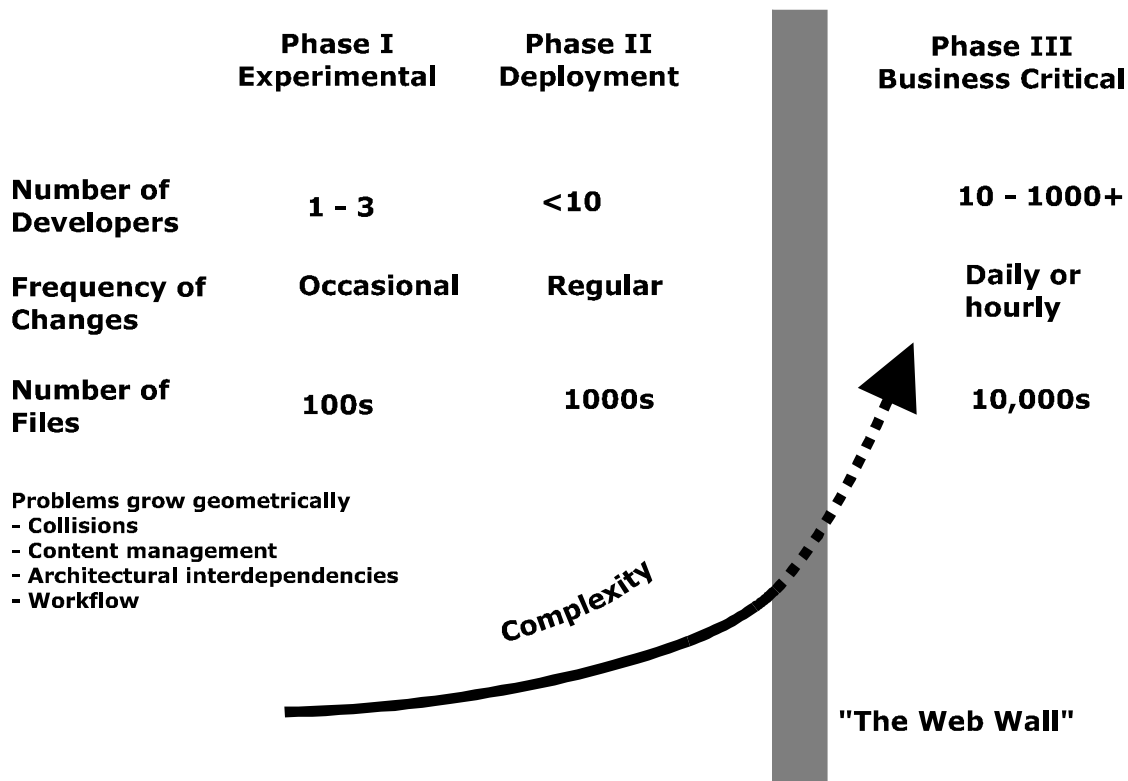 Phase I
Experimental
Phase II
Deployment
Phase III
Business Critical
Number of
Developers
1 - 3
<10
10 - 1000+
Frequency of
Changes
Occasional
Regular
Daily or
hourly
Number of
Files
100s
1000s
10,000s
Problems grow geometrically
- Collisions
- Content management
- Architectural interdependencies
- Workflow
Complexity
"The Web Wall"